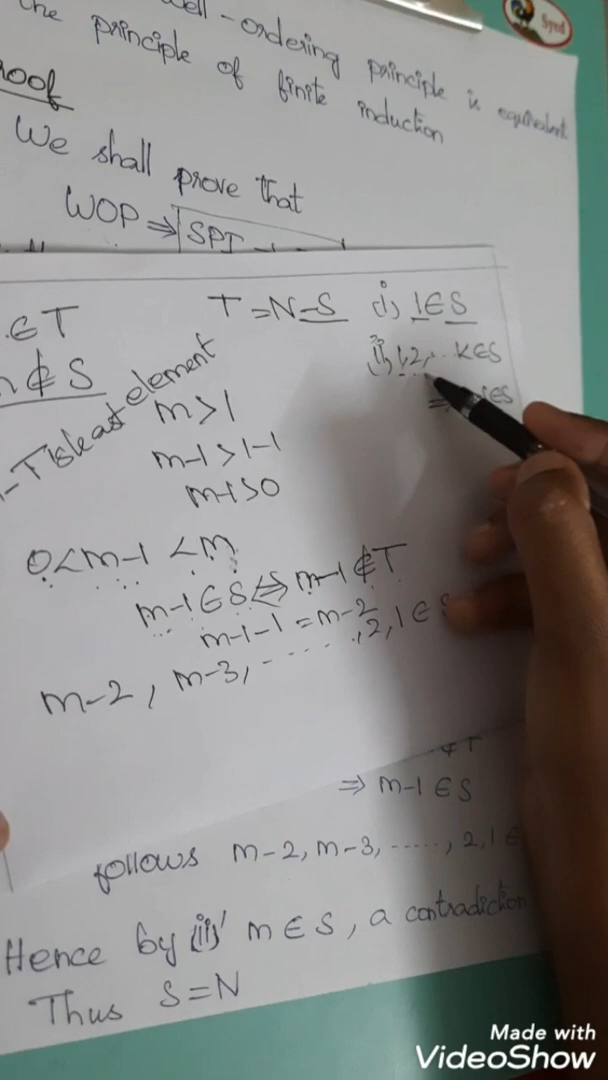 Syed
well-ordering principle is equivalent
the principle of finite induction
We shall prove that
WOP ⇒ SPI
∈T
T=N-S (i) 1∈S
∉S
(ii) 1,2,...K∈S
⇒
T is least element
m>1
m-1>1-1
m-1>0
0<m-1<m
m-1∈S⇔m-1∉T
m-1-1=m-2
m-2, m-3, ......, 2, 1 ∈ S
∉T
⇒ m-1 ∈ S
follows m-2, m-3, ....., 2, 1 ∈
Hence by (ii)' m∈S, a contradiction
Thus S=N
Made with
VideoShow